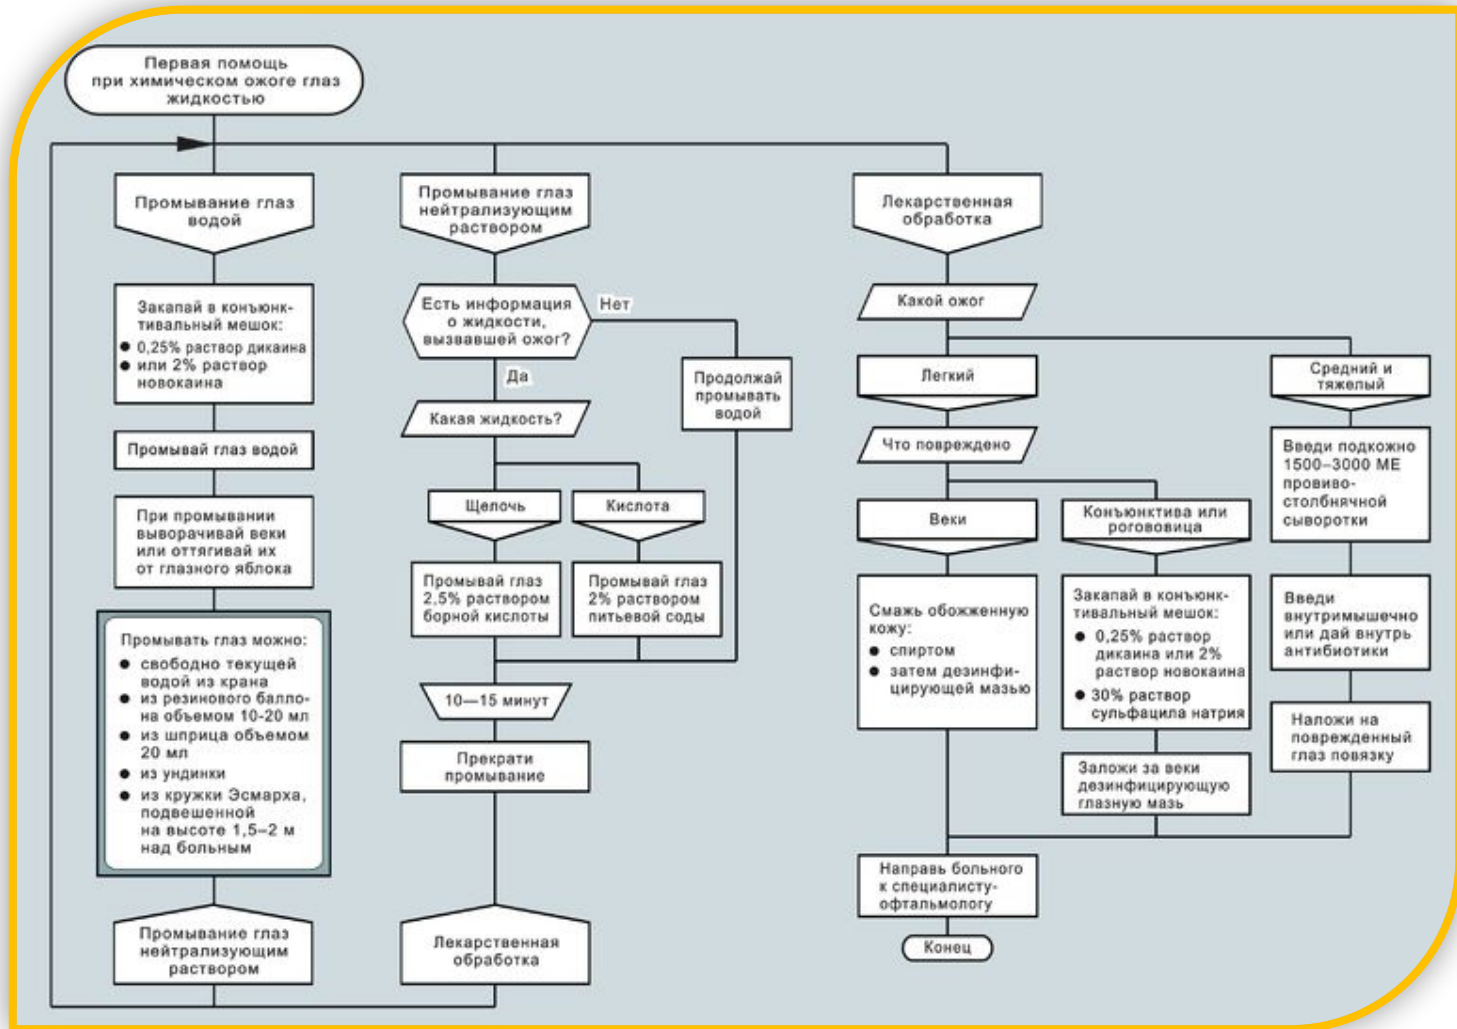 Первая помощь
при химическом ожоге глаз
жидкостью
Промывание глаз
водой
Закапай в конъюнк-
тивальный мешок:
● 0,25% раствор дикаина
● или 2% раствор
новокаина
Промывай глаз водой
При промывании
выворачивай веки
или оттягивай их
от глазного яблока
Промывать глаз можно:
● свободно текущей
водой из крана
● из резинового балло-
на объемом 10-20 мл
● из шприца объемом
20 мл
● из ундинки
● из кружки Эсмарха,
подвешенной
на высоте 1,5–2 м
над больным
Промывание глаз
нейтрализующим
раствором
Промывание глаз
нейтрализующим
раствором
Есть информация
о жидкости,
вызвавшей ожог?
Нет
Да
Продолжай
промывать
водой
Какая жидкость?
Щелочь
Кислота
Промывай глаз
2,5% раствором
борной кислоты
Промывай глаз
2% раствором
питьевой соды
10—15 минут
Прекрати
промывание
Лекарственная
обработка
Лекарственная
обработка
Какой ожог
Легкий
Средний и
тяжелый
Что повреждено
Веки
Конъюнктива или
рогововица
Смажь обожженную
кожу:
● спиртом
● затем дезинфи-
цирующей мазью
Закапай в конъюнк-
тивальный мешок:
● 0,25% раствор
дикаина или 2%
раствор новокаина
● 30% раствор
сульфацила натрия
Заложи за веки
дезинфицирующую
глазную мазь
Введи подкожно
1500–3000 МЕ
провиво-
столбнячной
сыворотки
Введи
внутримышечно
или дай внутрь
антибиотики
Наложи на
поврежденный
глаз повязку
Направь больного
к специалисту-
офтальмологу
Конец